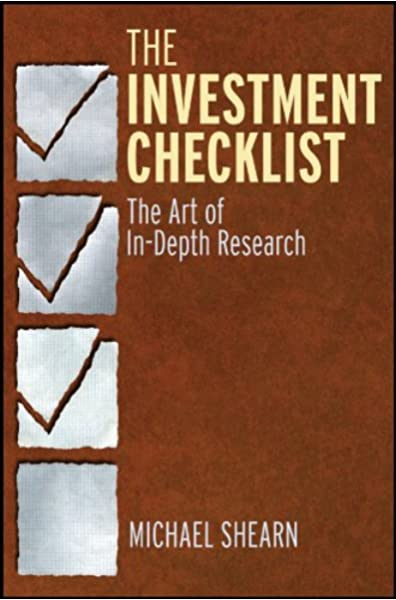 THE
INVESTMENT
CHECKLIST
The Art of
In-Depth Research
MICHAEL SHEARN